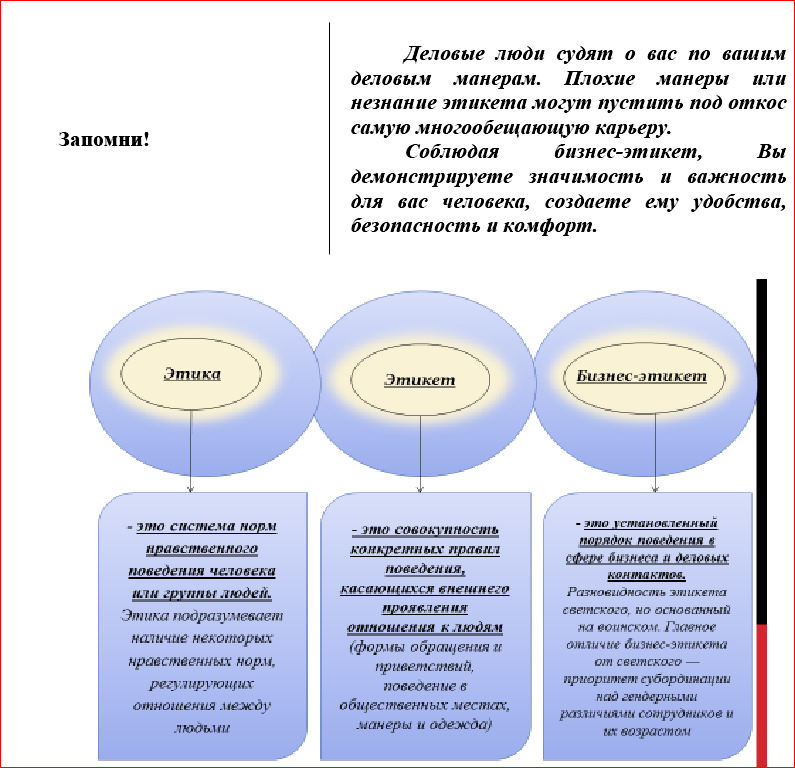 Запомни!
Деловые люди судят о вас по вашим
деловым манерам. Плохие манеры или
незнание этикета могут пустить под откос
самую многообещающую карьеру.
Соблюдая бизнес-этикет, Вы
демонстрируете значимость и важность
для вас человека, создаете ему удобства,
безопасность и комфорт.
Этика
Этикет
Бизнес-этикет
- это система норм
нравственного
поведения человека
или группы людей.
Этика подразумевает
наличие некоторых
нравственных норм,
регулирующих
отношения между
людьми
- это совокупность
конкретных правил
поведения,
касающихся внешнего
проявления
отношения к людям
(формы обращения и
приветствий,
поведение в
общественных местах,
манеры и одежда)
- это установленный
порядок поведения в
сфере бизнеса и деловых
контактов.
Разновидность этикета
светского, но основанный
на воинском. Главное
отличие бизнес-этикета
от светского —
приоритет субординации
над гендерными
различиями сотрудников и
их возрастом